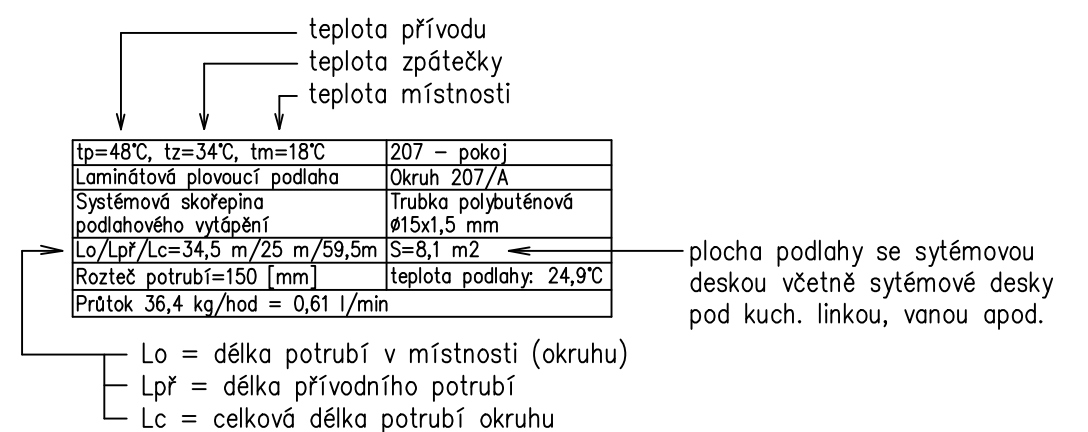 teplota přívodu
teplota zpátečky
teplota místnosti
tp=48°C, tz=34°C, tm=18°C
207 - pokoj
Laminátová plovoucí podlaha
Okruh 207/A
Systémová skořepina
podlahového vytápění
Trubka polybuténová
ø15x1,5 mm
Lo/Lpř/Lc=34,5 m/25 m/59,5m
S=8,1 m2
Rozteč potrubí=150 [mm]
teplota podlahy: 24,9°C
Průtok 36,4 kg/hod = 0,61 l/min
plocha podlahy se sytémovou
deskou včetně sytémové desky
pod kuch. linkou, vanou apod.
Lo = délka potrubí v místnosti (okruhu)
Lpř = délka přívodního potrubí
Lc = celková délka potrubí okruhu